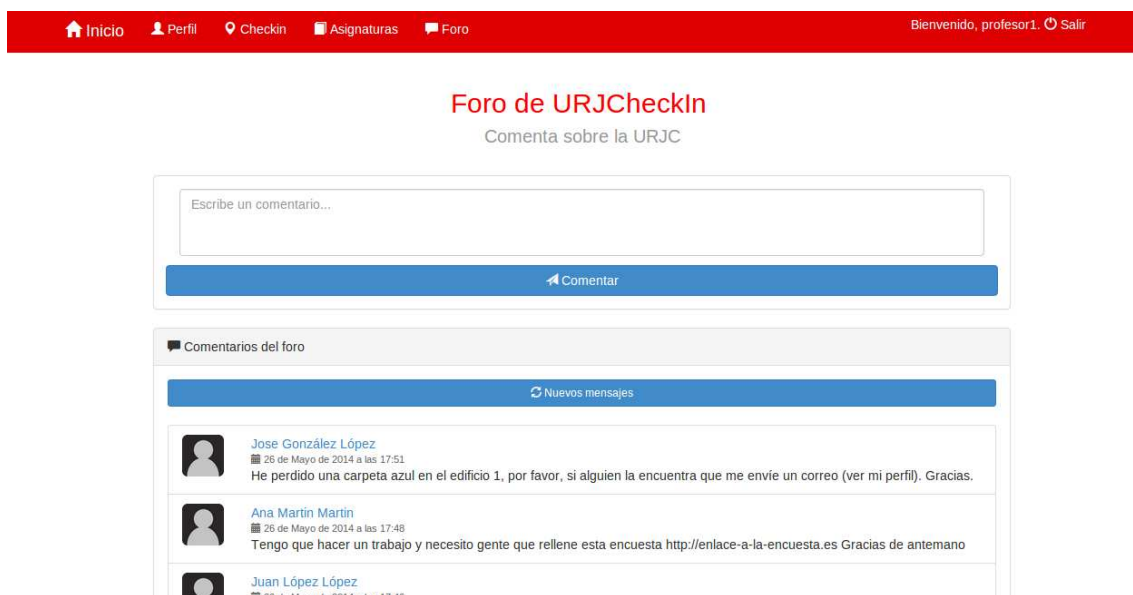 Inicio Perfil Checkin Asignaturas Foro Bienvenido, profesor1. Salir
Foro de URJCheckIn
Comenta sobre la URJC
Escribe un comentario...
Comentar
Comentarios del foro
Nuevos mensajes
Jose González López
26 de Mayo de 2014 a las 17:51
He perdido una carpeta azul en el edificio 1, por favor, si alguien la encuentra que me envíe un correo (ver mi perfil). Gracias.
Ana Martin Martin
26 de Mayo de 2014 a las 17:48
Tengo que hacer un trabajo y necesito gente que rellene esta encuesta http://enlace-a-la-encuesta.es Gracias de antemano
Juan López López